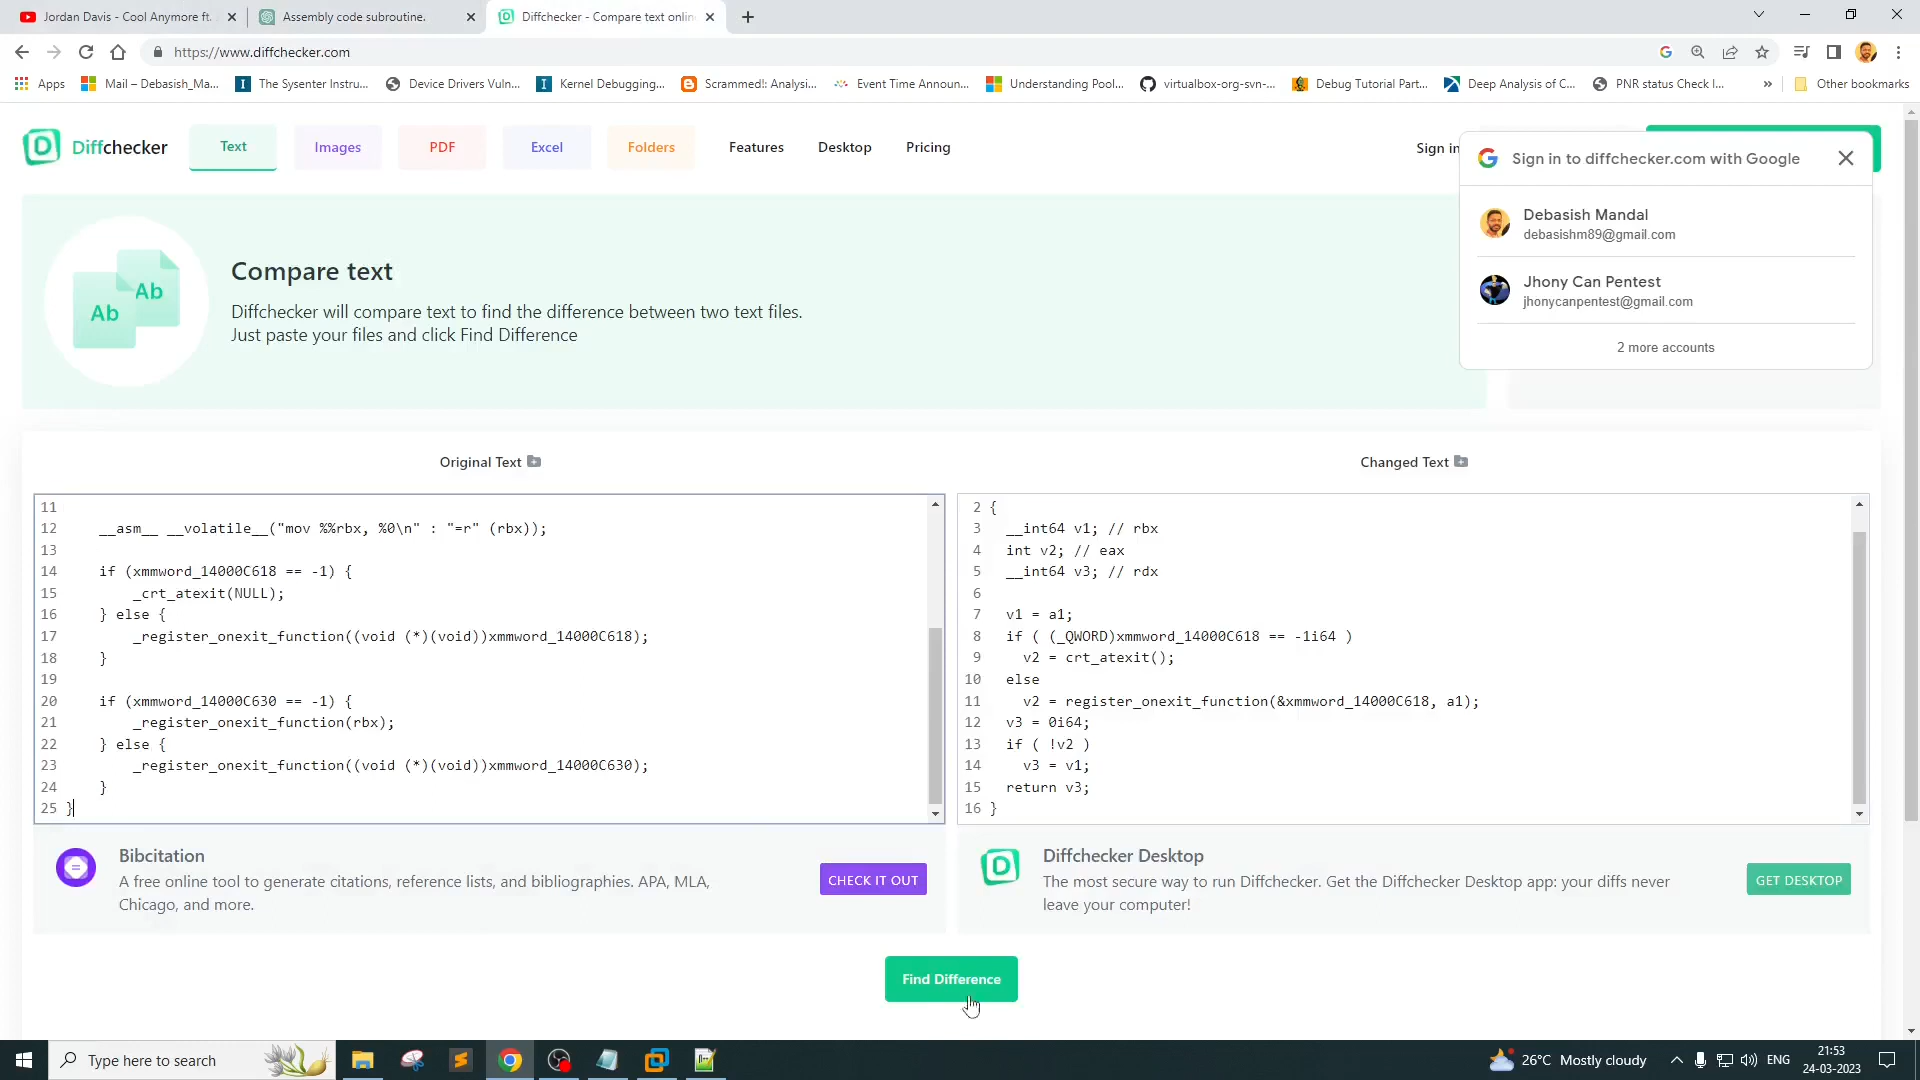 Jordan Davis - Cool Anymore ft.
Assembly code subroutine.
Diffchecker - Compare text onlin
https://www.diffchecker.com
Apps
Mail – Debasish_Ma...
The Sysenter Instru...
Device Drivers Vuln...
Kernel Debugging,...
Scrammed!: Analysi...
Event Time Announ...
Understanding Pool...
virtualbox-org-svn-...
Debug Tutorial Part...
Deep Analysis of C...
PNR status Check I...
»
Other bookmarks
Diffchecker
Text
Images
PDF
Excel
Folders
Features
Desktop
Pricing
Sign in
Sign in to diffchecker.com with Google
Debasish Mandal
debasishm89@gmail.com
Jhony Can Pentest
jhonycanpentest@gmail.com
2 more accounts
Ab
Ab
Compare text
Diffchecker will compare text to find the difference between two text files.
Just paste your files and click Find Difference
Original Text
11
12 __asm__ __volatile__("mov %%rbx, %0\n" : "=r" (rbx));
13
14 if (xmmword_14000C618 == -1) {
15 _crt_atexit(NULL);
16 } else {
17 _register_onexit_function((void (*)(void))xmmword_14000C618);
18 }
19
20 if (xmmword_14000C630 == -1) {
21 _register_onexit_function(rbx);
22 } else {
23 _register_onexit_function((void (*)(void))xmmword_14000C630);
24 }
25 }
Changed Text
2 {
3 __int64 v1; // rbx
4 int v2; // eax
5 __int64 v3; // rdx
6
7 v1 = a1;
8 if ( (_QWORD)xmmword_14000C618 == -1i64 )
9 v2 = crt_atexit();
10 else
11 v2 = register_onexit_function(&xmmword_14000C618, a1);
12 v3 = 0i64;
13 if ( !v2 )
14 v3 = v1;
15 return v3;
16 }
Bibcitation
A free online tool to generate citations, reference lists, and bibliographies. APA, MLA,
Chicago, and more.
CHECK IT OUT
Diffchecker Desktop
The most secure way to run Diffchecker. Get the Diffchecker Desktop app: your diffs never
leave your computer!
GET DESKTOP
Find Difference
Type here to search
26°C Mostly cloudy
ENG
21:53
24-03-2023